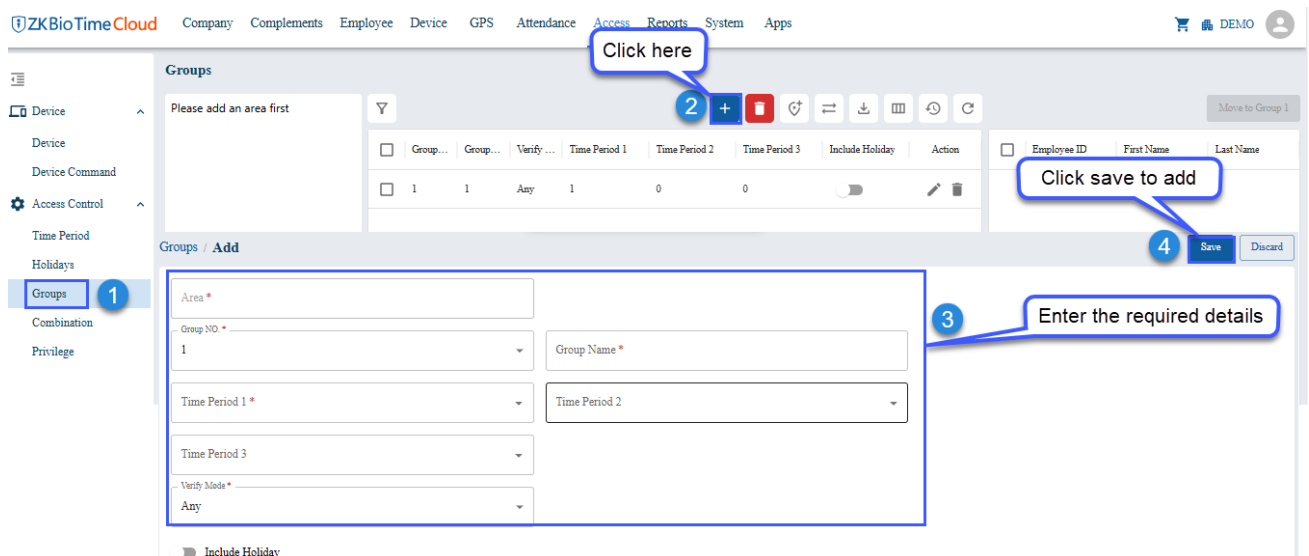 ZKBioTime Cloud
Company Complements Employee Device GPS Attendance Access Reports System Apps
DEMO
Click here
Groups
Device
Please add an area first
2
+
Move to Group 1
Device
Device Command
Group... Group... Verify ... Time Period 1 Time Period 2 Time Period 3 Include Holiday Action
Employee ID First Name Last Name
1 1 Any 1 0 0
Click save to add
Access Control
Time Period
Groups / Add
4
Save
Discard
Holidays
Groups
1
Combination
Privilege
Area *
Group NO. *
1
Group Name *
3
Enter the required details
Time Period 1 *
Time Period 2
Time Period 3
Verify Mode *
Any
Include Holiday